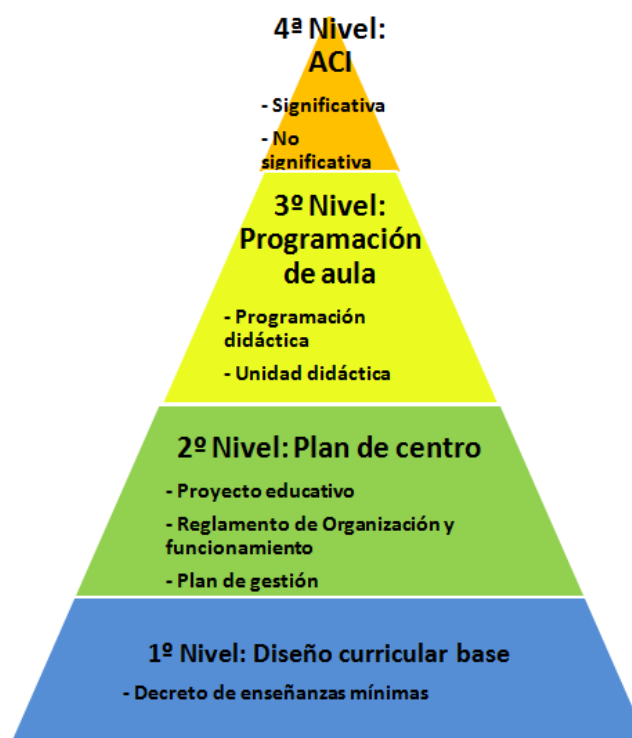 4ª Nivel:
ACI
- Significativa
- No
significativa
3º Nivel:
Programación
de aula
- Programación
didáctica
- Unidad didáctica
2º Nivel: Plan de centro
- Proyecto educativo
- Reglamento de Organización y
funcionamiento
- Plan de gestión
1º Nivel: Diseño curricular base
- Decreto de enseñanzas mínimas